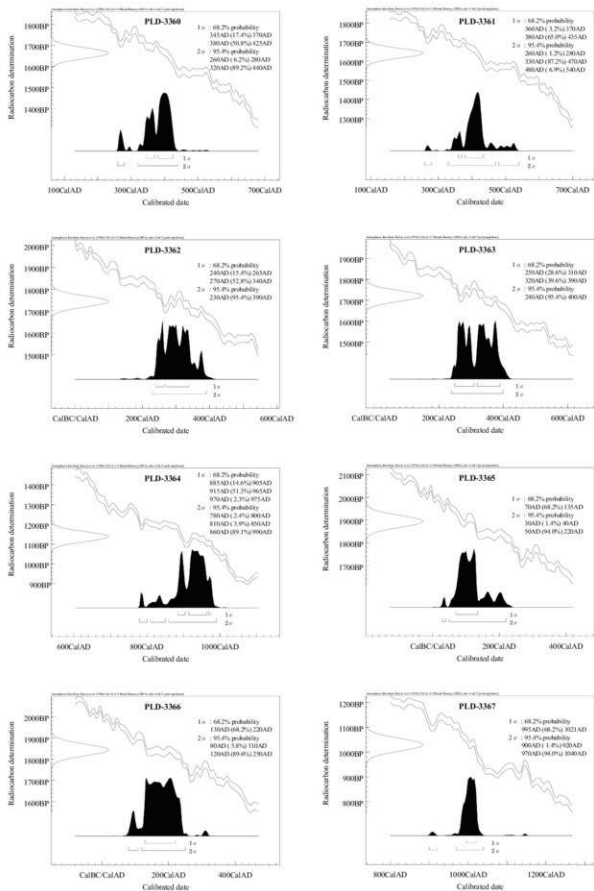 PLD-3360
1σ : 68.2% probability
345AD (17.4%) 370AD
380AD (50.8%) 425AD
2σ : 95.4% probability
260AD ( 6.2%) 280AD
320AD (89.2%) 440AD
Radiocarbon determination
1800BP
1700BP
1600BP
1500BP
1400BP
1σ
2σ
100CalAD 300CalAD 500CalAD 700CalAD
Calibrated date
PLD-3361
1σ : 68.2% probability
360AD ( 3.2%) 370AD
380AD (65.0%) 435AD
2σ : 95.4% probability
260AD ( 1.2%) 280AD
330AD (87.2%) 470AD
480AD ( 6.9%) 540AD
Radiocarbon determination
1800BP
1700BP
1600BP
1500BP
1400BP
1300BP
1σ
2σ
100CalAD 300CalAD 500CalAD 700CalAD
Calibrated date
PLD-3362
1σ : 68.2% probability
240AD (15.4%) 265AD
270AD (52.8%) 340AD
2σ : 95.4% probability
230AD (95.4%) 390AD
Radiocarbon determination
2000BP
1900BP
1800BP
1700BP
1600BP
1500BP
1σ
2σ
CalBC/CalAD 200CalAD 400CalAD 600CalAD
Calibrated date
PLD-3363
1σ : 68.2% probability
250AD (28.6%) 310AD
320AD (39.6%) 390AD
2σ : 95.4% probability
240AD (95.4%) 400AD
Radiocarbon determination
1900BP
1800BP
1700BP
1600BP
1500BP
1σ
2σ
CalBC/CalAD 200CalAD 400CalAD 600CalAD
Calibrated date
PLD-3364
1σ : 68.2% probability
885AD (14.6%) 905AD
915AD (51.3%) 965AD
970AD ( 2.3%) 975AD
2σ : 95.4% probability
780AD ( 2.4%) 800AD
810AD ( 3.9%) 850AD
860AD (89.1%) 990AD
Radiocarbon determination
1400BP
1300BP
1200BP
1100BP
1000BP
900BP
1σ
2σ
600CalAD 800CalAD 1000CalAD
Calibrated date
PLD-3365
1σ : 68.2% probability
70AD (68.2%) 135AD
2σ : 95.4% probability
30AD ( 1.4%) 40AD
50AD (94.0%) 220AD
Radiocarbon determination
2100BP
2000BP
1900BP
1800BP
1700BP
1σ
2σ
CalBC/CalAD 200CalAD 400CalAD
Calibrated date
PLD-3366
1σ : 68.2% probability
130AD (68.2%) 220AD
2σ : 95.4% probability
80AD ( 5.8%) 110AD
120AD (89.6%) 250AD
Radiocarbon determination
2000BP
1900BP
1800BP
1700BP
1600BP
1σ
2σ
CalBC/CalAD 200CalAD 400CalAD
Calibrated date
PLD-3367
1σ : 68.2% probability
995AD (68.2%) 1021AD
2σ : 95.4% probability
900AD ( 1.4%) 920AD
970AD (94.0%) 1040AD
Radiocarbon determination
1200BP
1100BP
1000BP
900BP
800BP
1σ
2σ
800CalAD 1000CalAD 1200CalAD
Calibrated date